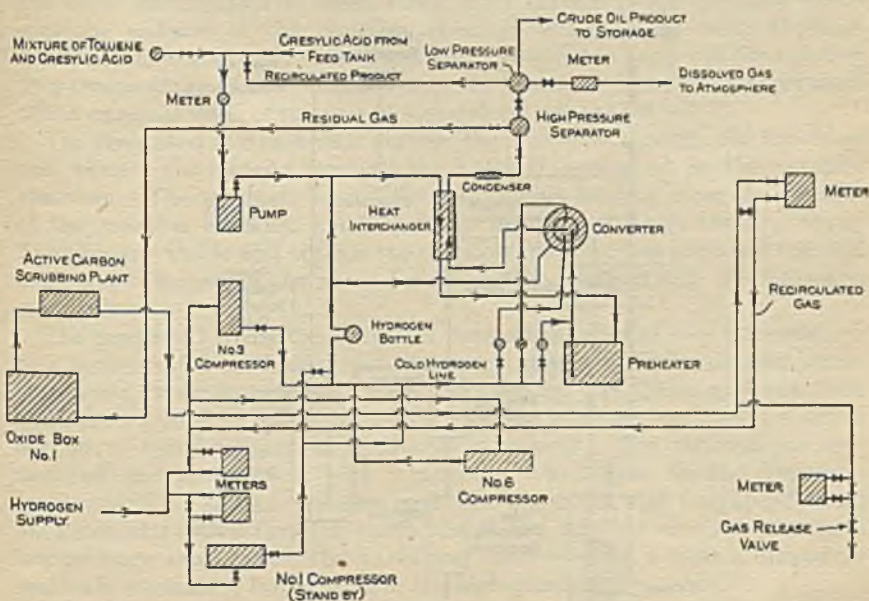 CRUDE OIL PRODUCT
TO STORAGE
MIXTURE OF TOLUENE
AND CRESYLIC ACID
CRESYLIC ACID FROM
FEED TANK
LOW PRESSURE
SEPARATOR
METER
RECIRCULATED PRODUCT
DISSOLVED GAS
TO ATMOSPHERE
METER
RESIDUAL GAS
HIGH PRESSURE
SEPARATOR
CONDENSER
METER
PUMP
HEAT
INTERCHANGER
CONVERTER
ACTIVE CARBON
SCRUBBING PLANT
RECIRCULATED
GAS
HYDROGEN
BOTTLE
No.3
COMPRESSOR
COLD HYDROGEN
LINE
PREHEATER
OXIDE BOX
No.1
METERS
No6
COMPRESSOR
METER
HYDROGEN
SUPPLY
GAS RELEASE
VALVE
No.1 COMPRESSOR
(STAND BY)